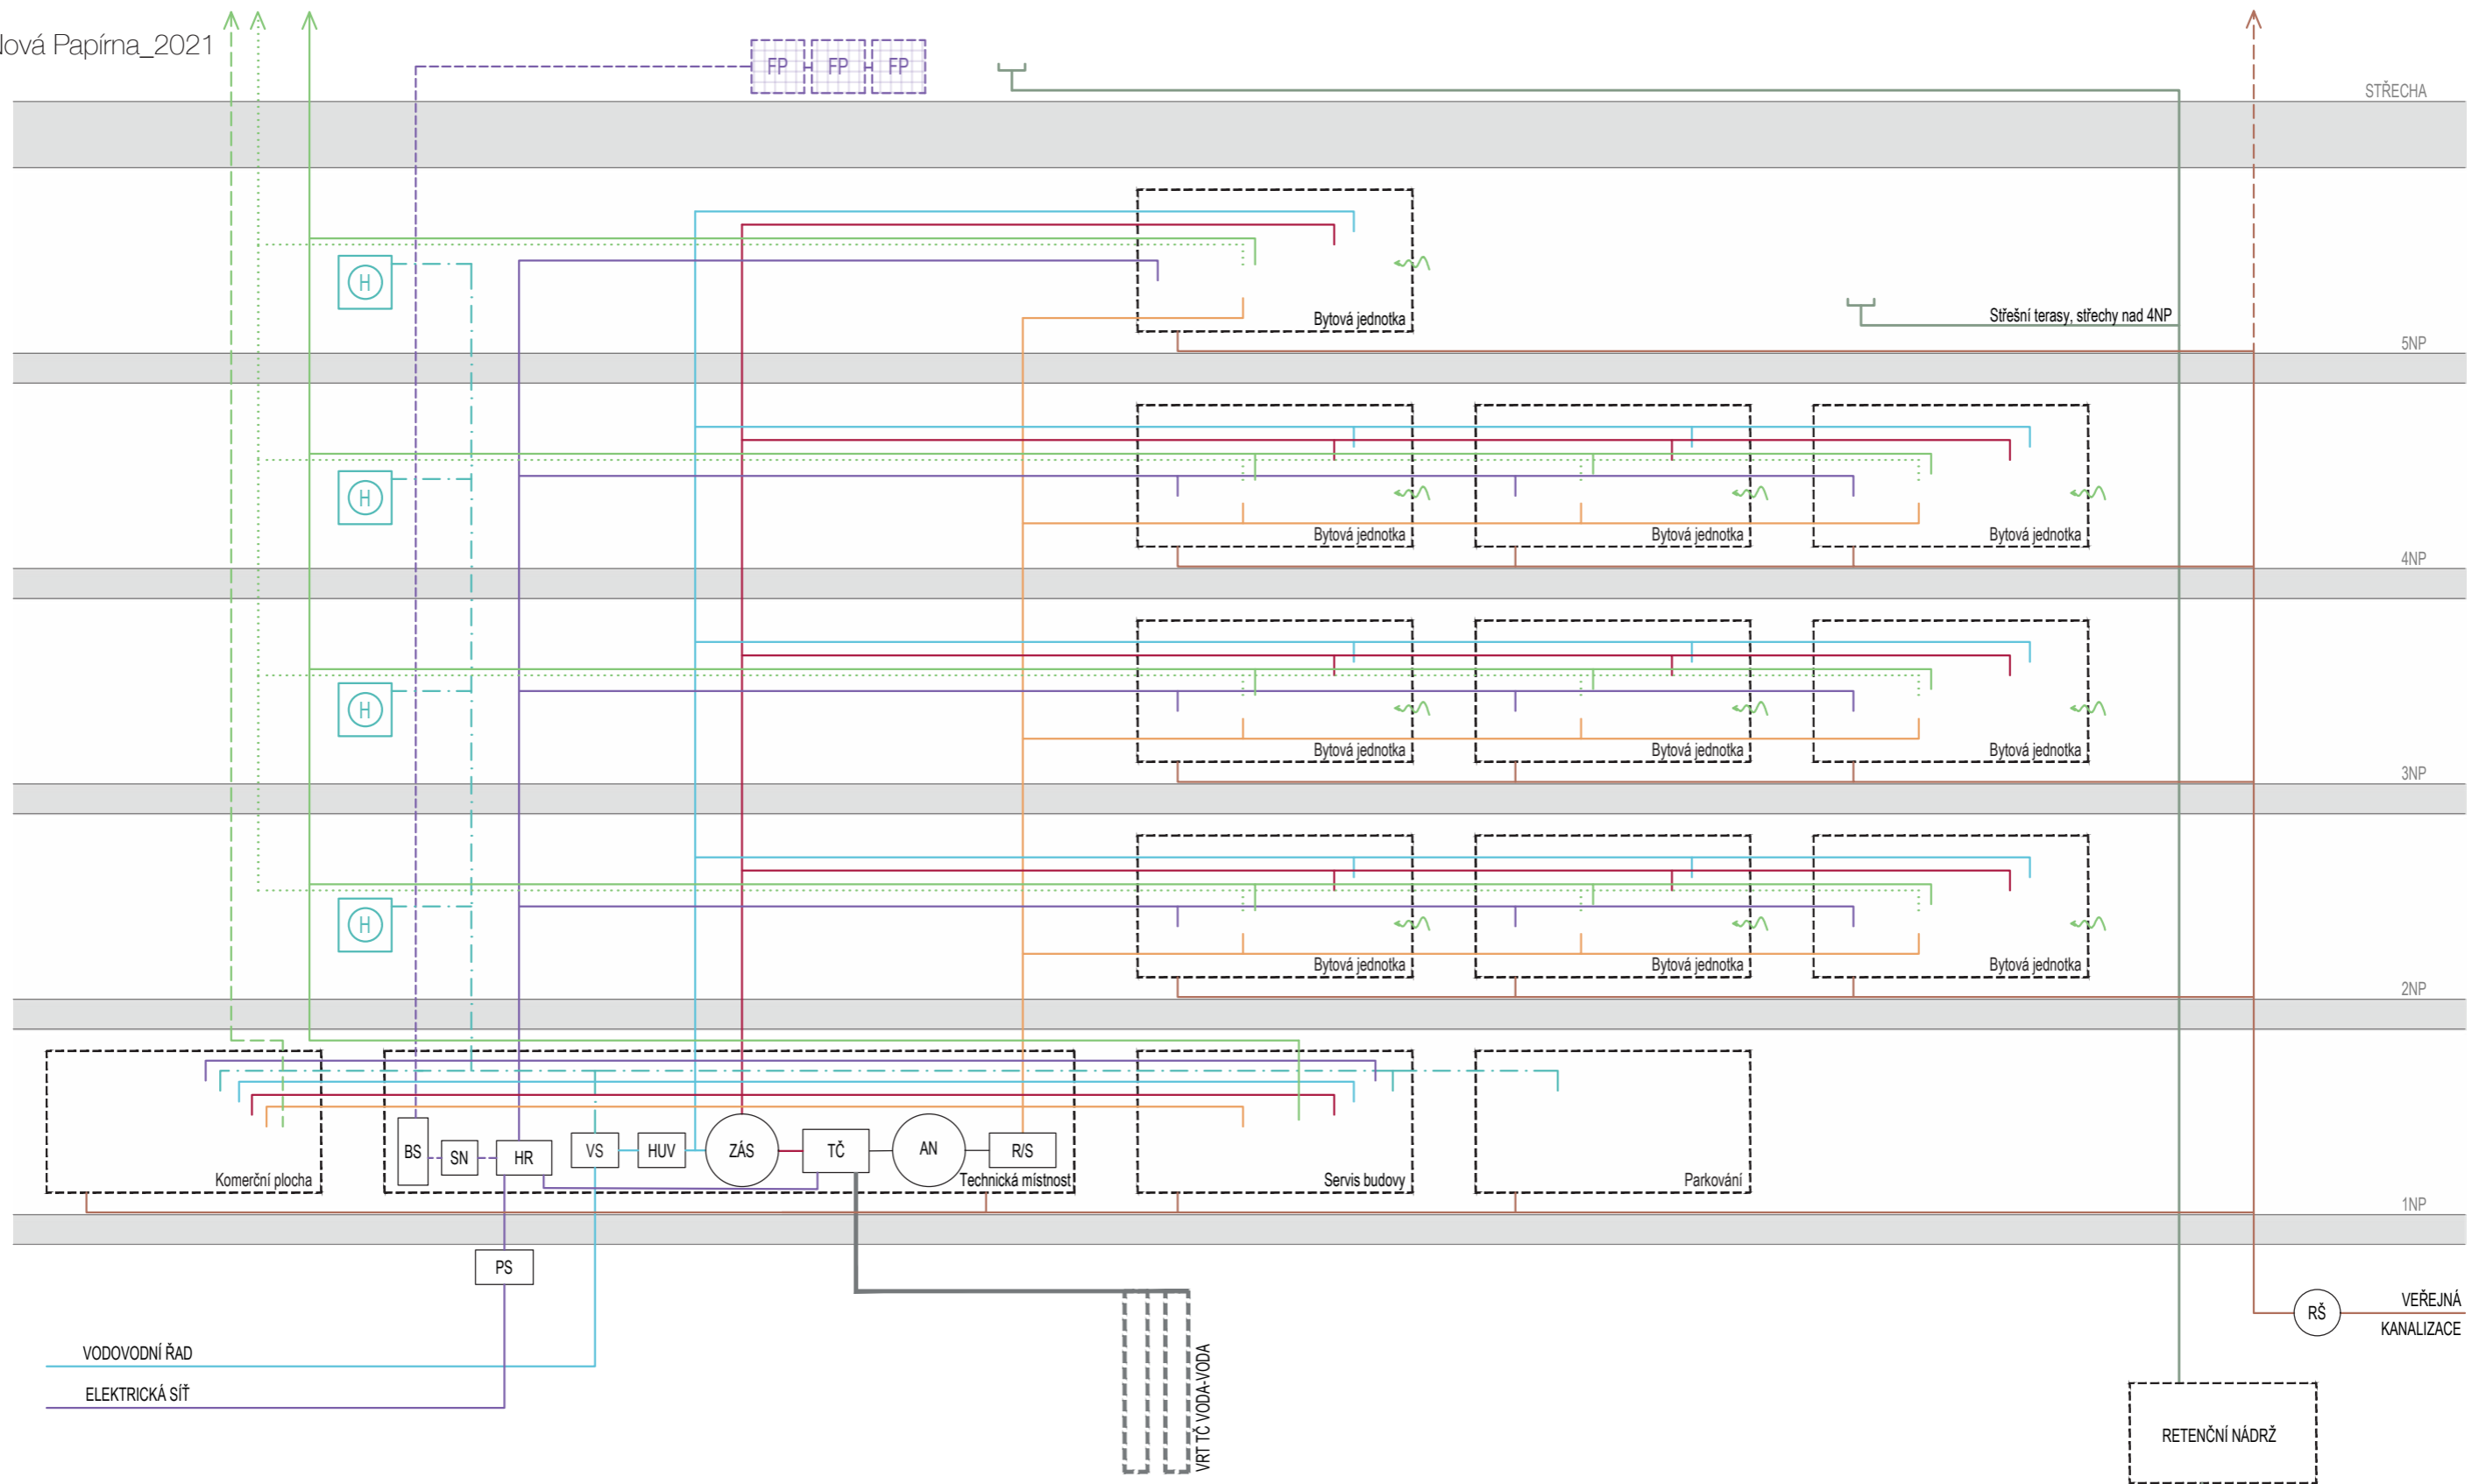 Nová Papírna_2021
FP FP FP
STŘECHA
H
Bytová jednotka
Střešní terasy, střechy nad 4NP
5NP
H
Bytová jednotka Bytová jednotka Bytová jednotka
4NP
H
Bytová jednotka Bytová jednotka Bytová jednotka
3NP
H
Bytová jednotka Bytová jednotka Bytová jednotka
2NP
BS SN HR VS HUV ZÁS TČ AN R/S
Komerční plocha Technická místnost Servis budovy Parkování
1NP
PS
RŠ
VEŘEJNÁ
KANALIZACE
VODOVODNÍ ŘAD
ELEKTRICKÁ SÍŤ
VRT TČ VODA-VODA
RETENČNÍ NÁDRŽ